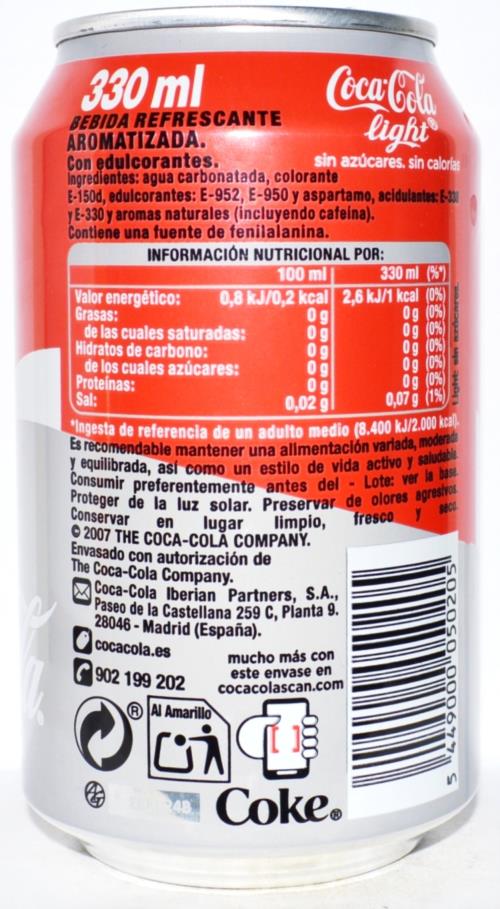 330 ml
Coca-Cola
light®
BEBIDA REFRESCANTE
AROMATIZADA.
Con edulcorantes.
sin azúcares. sin calorías
Ingredientes: agua carbonatada, colorante
E-150d, edulcorantes: E-952, E-950 y aspartamo, acidulantes: E-338
y E-330 y aromas naturales (incluyendo cafeína).
Contiene una fuente de fenilalanina.
INFORMACIÓN NUTRICIONAL POR:
100 ml 330 ml (%*)
Valor energético: 0,8 kJ/0,2 kcal 2,6 kJ/1 kcal (0%)
Grasas: 0 g 0 g (0%)
de las cuales saturadas: 0 g 0 g (0%)
Hidratos de carbono: 0 g 0 g (0%)
de los cuales azúcares: 0 g 0 g (0%)
Proteínas: 0 g 0 g (0%)
Sal: 0,02 g 0,07 g (1%)
Light: sin azúcares.
*Ingesta de referencia de un adulto medio (8.400 kJ/2.000 kcal).
Es recomendable mantener una alimentación variada, moderada
y equilibrada, así como un estilo de vida activo y saludable.
Consumir preferentemente antes del - Lote: ver la base.
Proteger de la luz solar. Preservar de olores agresivos.
Conservar en lugar limpio, fresco y seco.
© 2007 THE COCA-COLA COMPANY.
Envasado con autorización de
The Coca-Cola Company.
Coca-Cola Iberian Partners, S.A.,
Paseo de la Castellana 259 C, Planta 9.
28046 - Madrid (España).
cocacola.es
902 199 202
mucho más con
este envase en
cocacolascan.com
®
Al Amarillo
Coke®
5 449000 050205